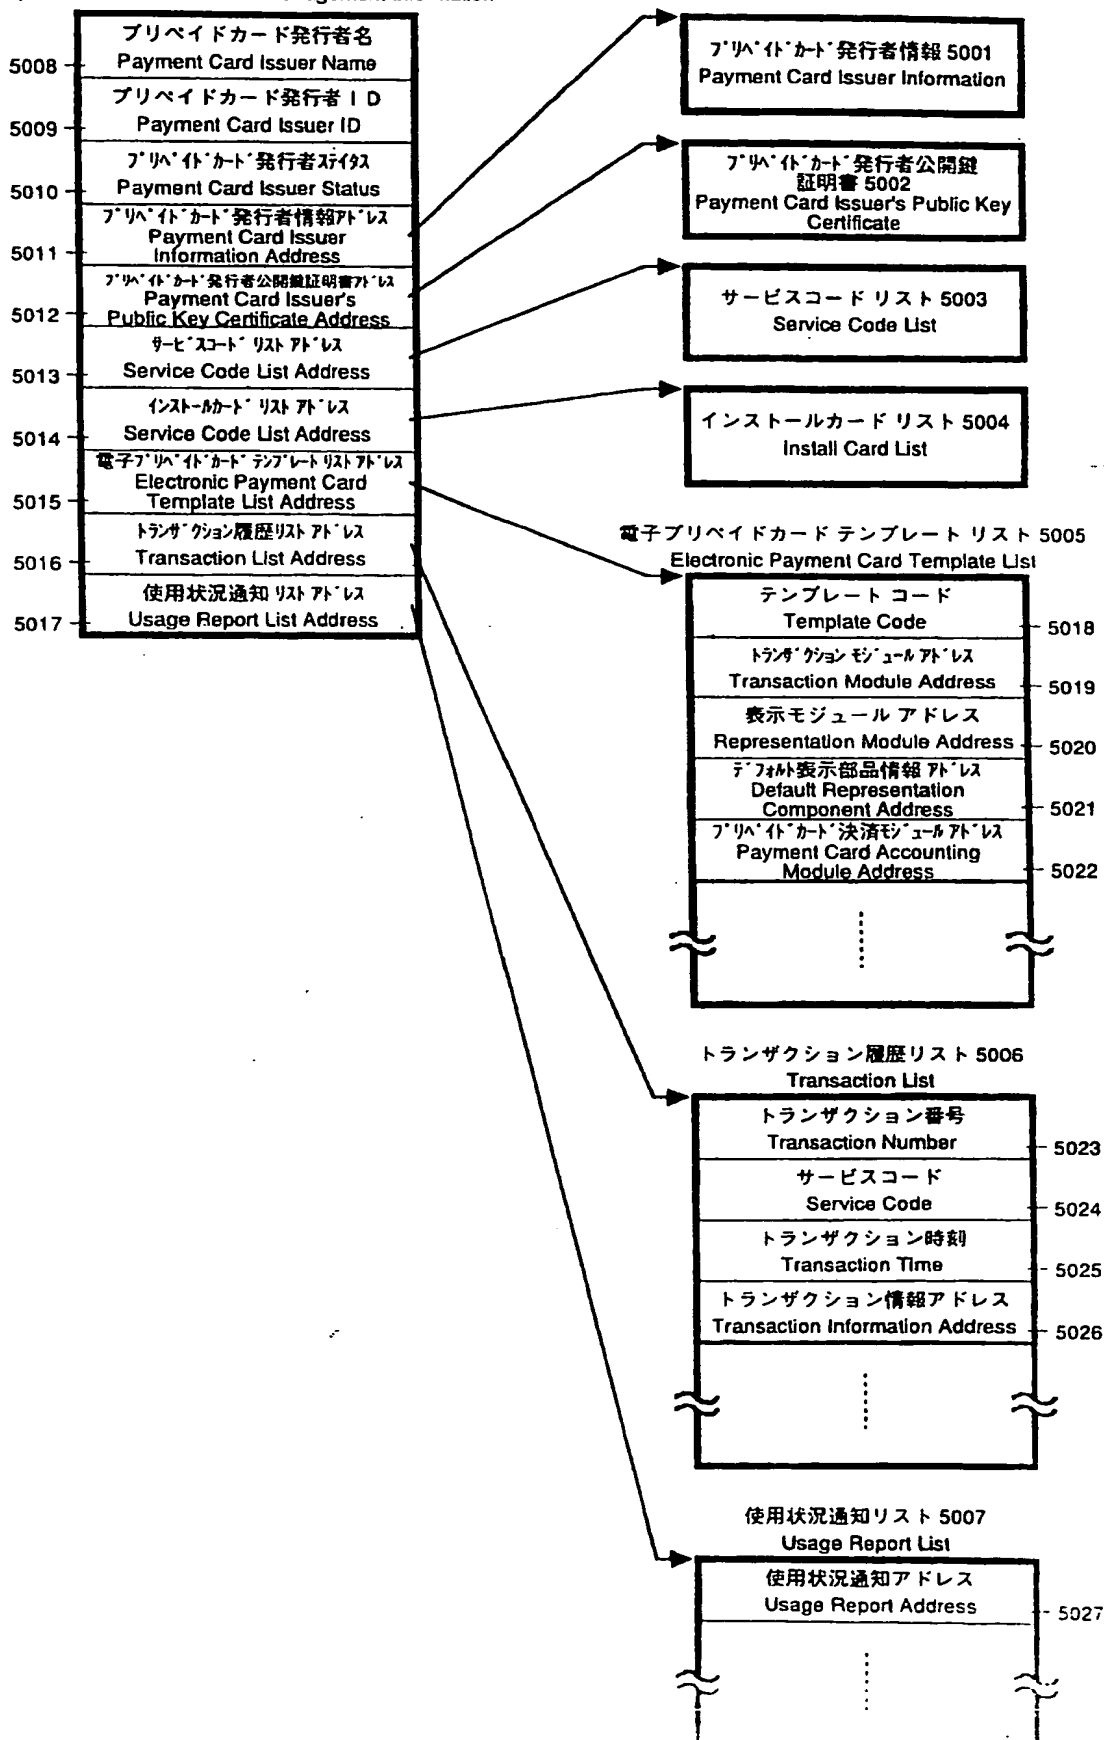 プリペイドカード発行者名
Payment Card Issuer Name
5008
プリペイドカード発行者ID
Payment Card Issuer ID
5009
プリペイドカード発行者ステイタス
Payment Card Issuer Status
5010
プリペイドカード発行者情報アドレス
Payment Card Issuer
Information Address
5011
プリペイドカード発行者公開鍵証明書アドレス
Payment Card Issuer's
Public Key Certificate Address
5012
サービスコード リスト アドレス
Service Code List Address
5013
インストールカード リスト アドレス
Service Code List Address
5014
電子プリペイドカード テンプレート リスト アドレス
Electronic Payment Card
Template List Address
5015
トランザクション履歴リスト アドレス
Transaction List Address
5016
使用状況通知 リスト アドレス
Usage Report List Address
5017
プリペイドカード発行者情報 5001
Payment Card Issuer Information
プリペイドカード発行者公開鍵
証明書 5002
Payment Card Issuer's Public Key
Certificate
サービスコード リスト 5003
Service Code List
インストールカード リスト 5004
Install Card List
電子プリペイドカード テンプレート リスト 5005
Electronic Payment Card Template List
テンプレート コード
Template Code
5018
トランザクション モジュール アドレス
Transaction Module Address
5019
表示モジュール アドレス
Representation Module Address
5020
デフォルト表示部品情報 アドレス
Default Representation
Component Address
5021
プリペイドカード決済モジュール アドレス
Payment Card Accounting
Module Address
5022
トランザクション履歴リスト 5006
Transaction List
トランザクション番号
Transaction Number
5023
サービスコード
Service Code
5024
トランザクション時刻
Transaction Time
5025
トランザクション情報アドレス
Transaction Information Address
5026
使用状況通知リスト 5007
Usage Report List
使用状況通知アドレス
Usage Report Address
5027